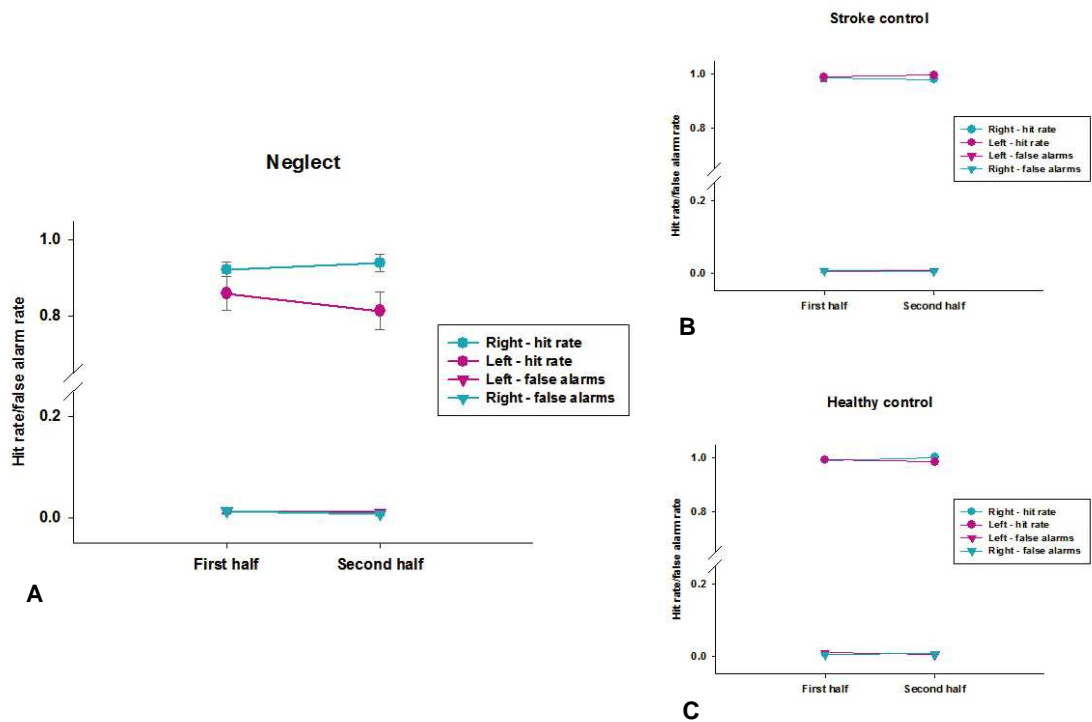 Neglect
Hit rate/false alarm rate
1.0
0.8
0.2
0.0
First half Second half
Right - hit rate
Left - hit rate
Left - false alarms
Right - false alarms
A
Stroke control
Hit rate/false alarm rate
1.0
0.8
0.2
0.0
First half Second half
Right - hit rate
Left - hit rate
Left - false alarms
Right - false alarms
B
Healthy control
Hit rate/false alarm rate
1.0
0.8
0.2
0.0
First half Second half
Right - hit rate
Left - hit rate
Left - false alarms
Right - false alarms
C